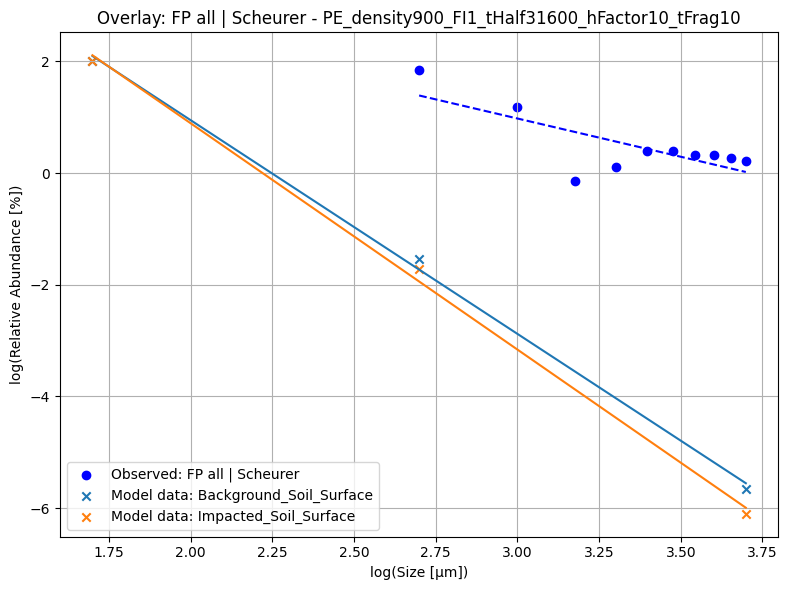 Overlay: FP all | Scheurer - PE_density900_FI1_tHalf31600_hFactor10_tFrag10
log(Relative Abundance [%])
2
0
−2
−4
−6
Observed: FP all | Scheurer
Model data: Background_Soil_Surface
Model data: Impacted_Soil_Surface
1.75 2.00 2.25 2.50 2.75 3.00 3.25 3.50 3.75
log(Size [µm])